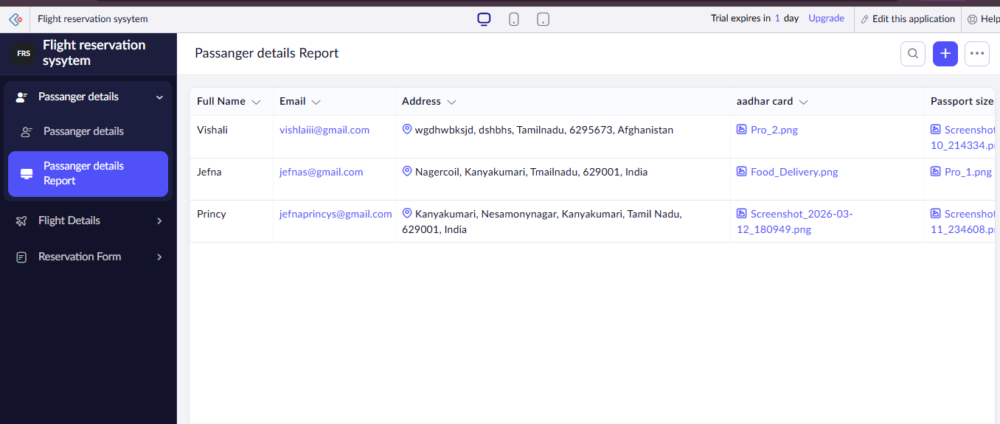 Flight reservation sysytem
Trial expires in 1 day
Upgrade
Edit this application
Help
FRS
Flight reservation
sysytem
Passanger details
Passanger details
Passanger details
Report
Flight Details
Reservation Form
Passanger details Report
Full Name Email Address aadhar card Passport size
Vishali vishlaiii@gmail.com wgdhwbksjd, dshbhs, Tamilnadu, 6295673, Afghanistan Pro_2.png Screenshot
10_214334.p
Jefna jefnas@gmail.com Nagercoil, Kanyakumari, Tmailnadu, 629001, India Food_Delivery.png Pro_1.png
Princy jefnaprincys@gmail.com Kanyakumari, Nesamonynagar, Kanyakumari, Tamil Nadu, Screenshot_2026-03- Screenshot
629001, India 12_180949.png 11_234608.p